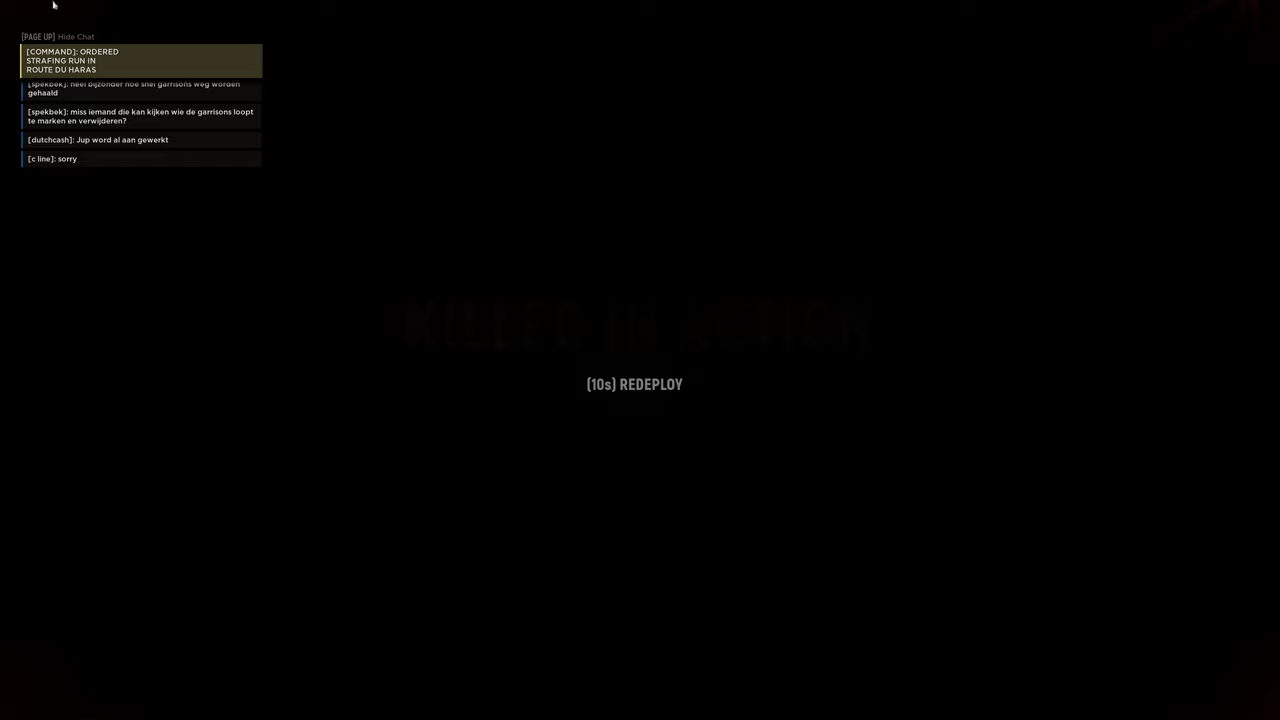 [PAGE UP] Hide Chat
[COMMAND]: ORDERED
STRAFING RUN IN
ROUTE DU HARAS
[spekbek]: heel bijzonder hoe snel garrisons weg worden
gehaald
[spekbek]: miss iemand die kan kijken wie de garrisons loopt
te marken en verwijderen?
[dutchcash]: Jup word al aan gewerkt
[c line]: sorry
KILLED IN ACTION
(10s) REDEPLOY